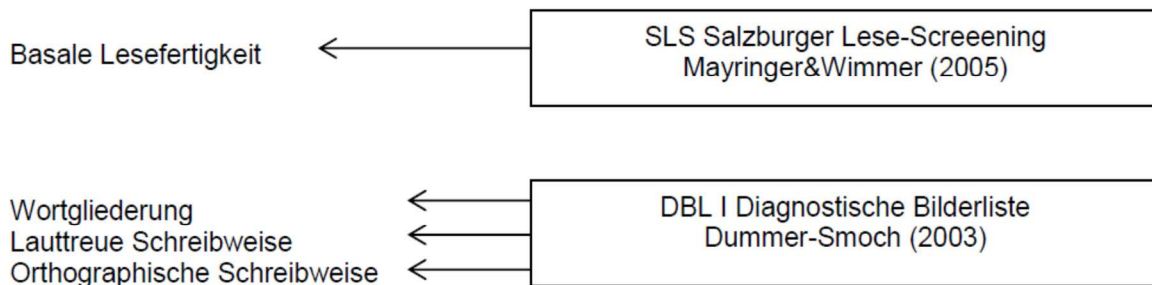 SLS Salzburger Lese-Screeening
Basale Lesefertigkeit
Mayringer&Wimmer (2005)
Wortgliederung
DBL I Diagnostische Bilderliste
Lauttreue Schreibweise
Dummer-Smoch (2003)
Orthographische Schreibweise